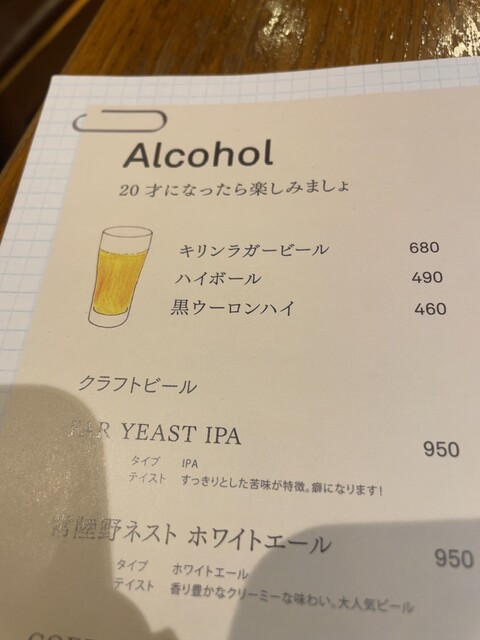 Alcohol
20才になったら楽しみましょ
キリンラガービール 680
ハイボール 490
黒ウーロンハイ 460
クラフトビール
FAR YEAST IPA 950
タイプ IPA
テイスト すっきりとした苦味が特徴。癖になります!
常陸野ネスト ホワイトエール 950
タイプ ホワイトエール
テイスト 香り豊かなクリーミーな味わい。大人気ビール